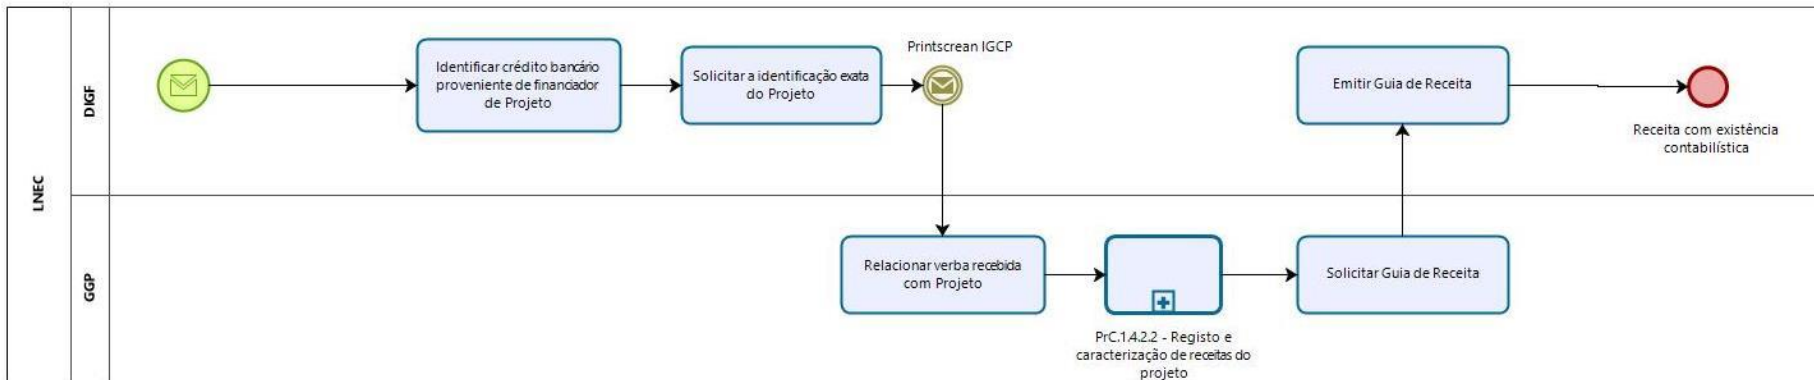 LNEC
DIGF
Identificar crédito bancário
proveniente de financiador
de Projeto
Solicitar a identificação exata
do Projeto
Printscrean IGCP
Emitir Guia de Receita
Receita com existência
contabilística
GGP
Relacionar verba recebida
com Projeto
PrC.1.4.2.2 - Registo e
caracterização de receitas do
projeto
Solicitar Guia de Receita